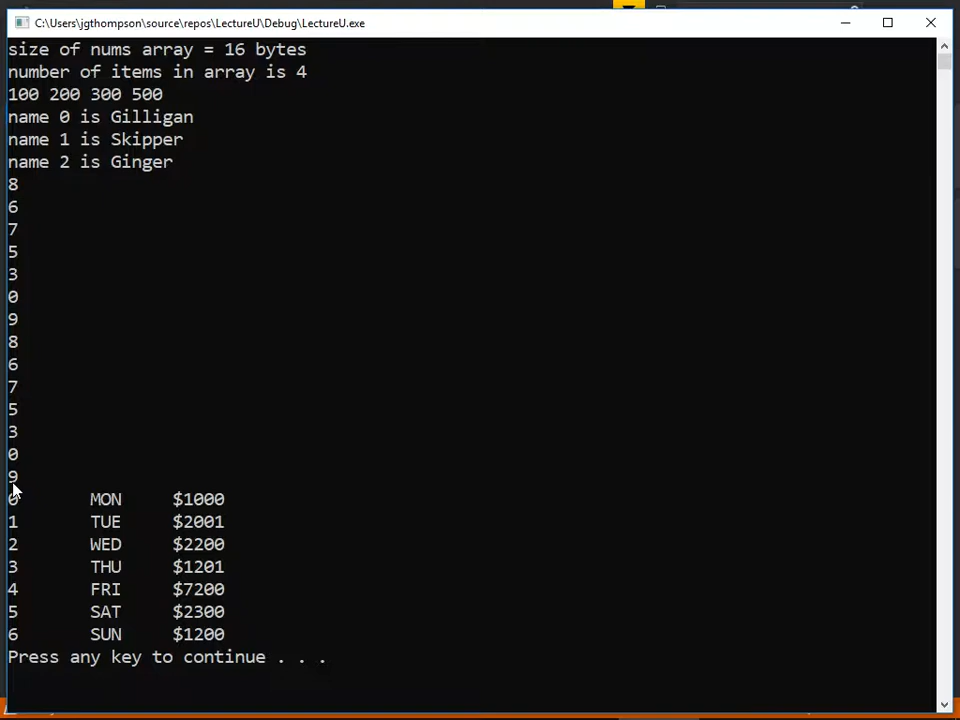 C:\Users\jgthompson\source\repos\LectureU\Debug\LectureU.exe
size of nums array = 16 bytes
number of items in array is 4
100 200 300 500
name 0 is Gilligan
name 1 is Skipper
name 2 is Ginger
8
6
7
5
3
0
9
8
6
7
5
3
0
9
0 MON $1000
1 TUE $2001
2 WED $2200
3 THU $1201
4 FRI $7200
5 SAT $2300
6 SUN $1200
Press any key to continue . . .